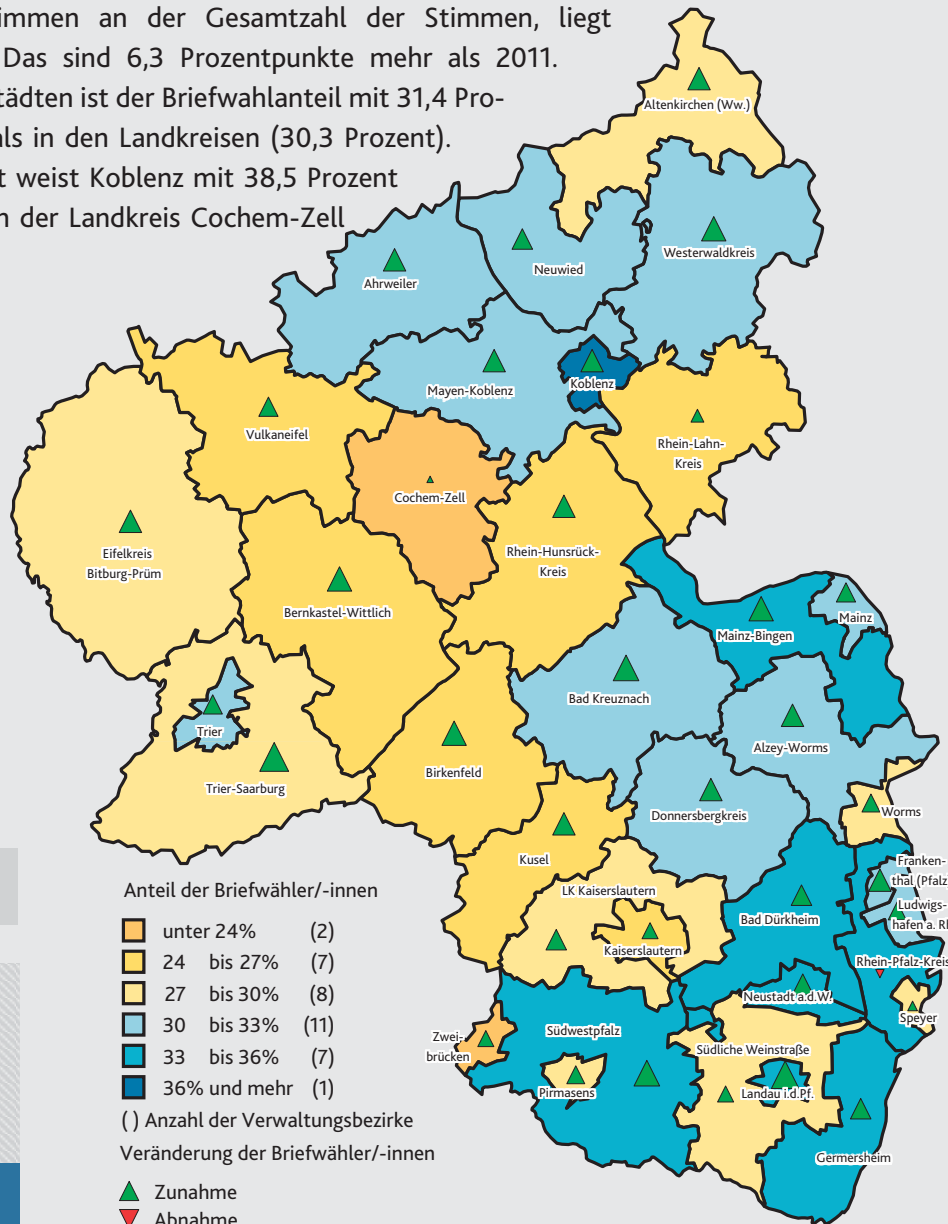 immen an der Gesamtzahl der Stimmen, liegt
Das sind 6,3 Prozentpunkte mehr als 2011.
tädten ist der Briefwahlanteil mit 31,4 Pro-
als in den Landkreisen (30,3 Prozent).
t weist Koblenz mit 38,5 Prozent
n der Landkreis Cochem-Zell
Altenkirchen (Ww.)
Westerwaldkreis
Neuwied
Ahrweiler
Koblenz
Mayen-Koblenz
Vulkaneifel
Rhein-Lahn-
Kreis
Cochem-Zell
Eifelkreis
Bitburg-Prüm
Rhein-Hunsrück-
Kreis
Bernkastel-Wittlich
Mainz
Mainz-Bingen
Bad Kreuznach
Trier
Alzey-Worms
Birkenfeld
Trier-Saarburg
Donnersbergkreis
Worms
Kusel
Franken-
thal (Pfalz
LK Kaiserslautern
Ludwigs-
hafen a. Rh
Bad Dürkheim
Kaiserslautern
Rhein-Pfalz-Kreis
Neustadt a.d.W.
Speyer
Zwei-
brücken
Südwestpfalz
Südliche Weinstraße
Pirmasens
Landau i.d.Pf.
Germersheim
Anteil der Briefwähler/-innen
unter 24% (2)
24 bis 27% (7)
27 bis 30% (8)
30 bis 33% (11)
33 bis 36% (7)
36% und mehr (1)
( ) Anzahl der Verwaltungsbezirke
Veränderung der Briefwähler/-innen
Zunahme
Abnahme